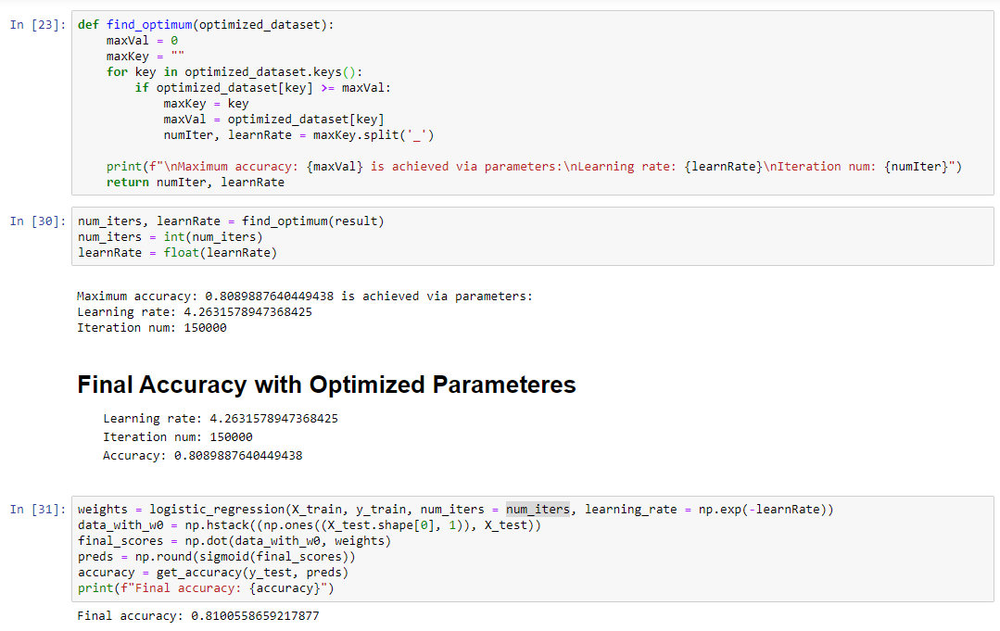 In [23]: def find_optimum(optimized_dataset):
    maxVal = 0
    maxKey = ""
    for key in optimized_dataset.keys():
        if optimized_dataset[key] >= maxVal:
            maxKey = key
            maxVal = optimized_dataset[key]
            numIter, learnRate = maxKey.split('_')
    print(f"\nMaximum accuracy: {maxVal} is achieved via parameters:\nLearning rate: {learnRate}\nIteration num: {numIter}")
    return numIter, learnRate
In [30]: num_iters, learnRate = find_optimum(result)
num_iters = int(num_iters)
learnRate = float(learnRate)
Maximum accuracy: 0.8089887640449438 is achieved via parameters:
Learning rate: 4.2631578947368425
Iteration num: 150000
Final Accuracy with Optimized Parameteres
Learning rate: 4.2631578947368425
Iteration num: 150000
Accuracy: 0.8089887640449438
In [31]: weights = logistic_regression(X_train, y_train, num_iters = num_iters, learning_rate = np.exp(-learnRate))
data_with_w0 = np.hstack((np.ones((X_test.shape[0], 1)), X_test))
final_scores = np.dot(data_with_w0, weights)
preds = np.round(sigmoid(final_scores))
accuracy = get_accuracy(y_test, preds)
print(f"Final accuracy: {accuracy}")
Final accuracy: 0.8100558659217877